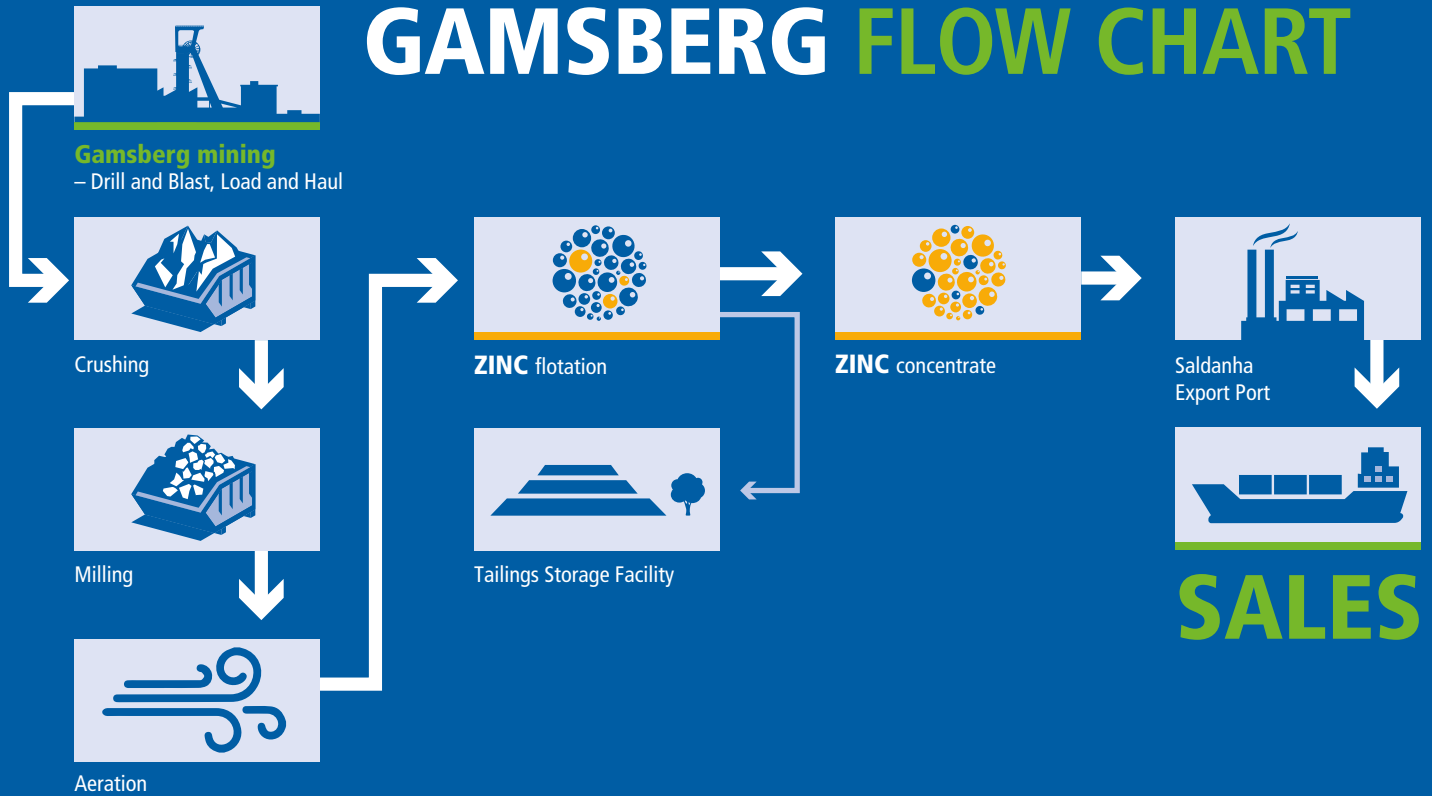 GAMSBERG FLOW CHART
Gamsberg mining
– Drill and Blast, Load and Haul
Crushing
ZINC flotation
ZINC concentrate
Saldanha
Export Port
Milling
Tailings Storage Facility
SALES
Aeration